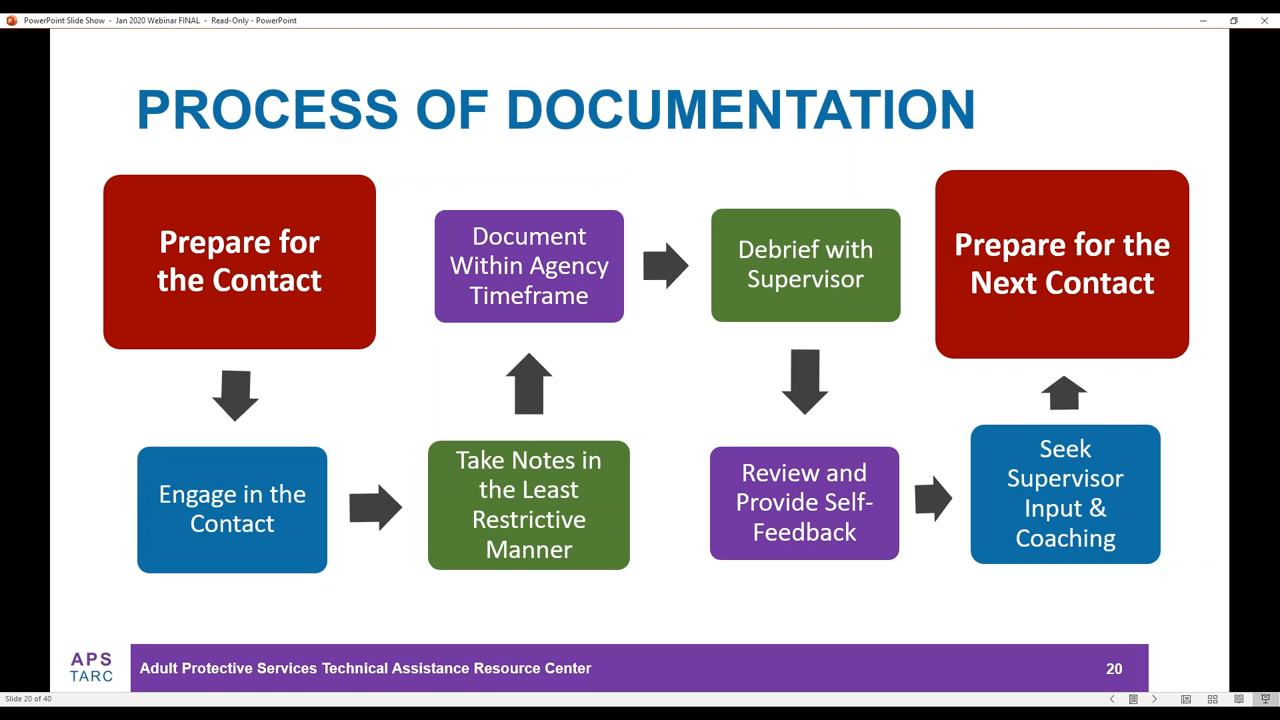 PowerPoint Slide Show - Jan 2020 Webinar FINAL - Read-Only - PowerPoint
PROCESS OF DOCUMENTATION
Prepare for
the Contact
Engage in the
Contact
Take Notes in
the Least
Restrictive
Manner
Document
Within Agency
Timeframe
Debrief with
Supervisor
Review and
Provide Self-
Feedback
Seek
Supervisor
Input &
Coaching
Prepare for the
Next Contact
APS
TARC
Adult Protective Services Technical Assistance Resource Center
20
Slide 20 of 40